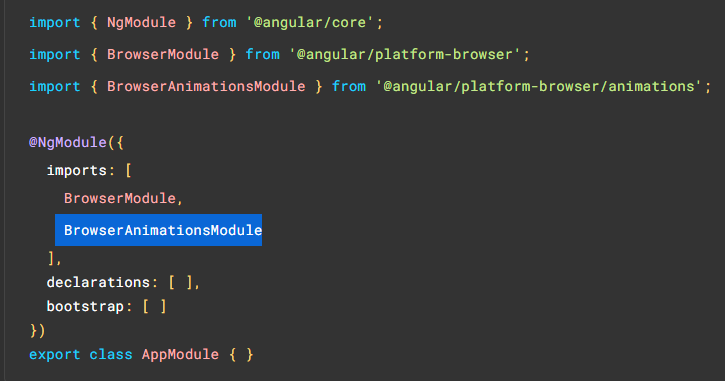 import { NgModule } from '@angular/core';
import { BrowserModule } from '@angular/platform-browser';
import { BrowserAnimationsModule } from '@angular/platform-browser/animations';
@NgModule({
  imports: [
    BrowserModule,
    BrowserAnimationsModule
  ],
  declarations: [ ],
  bootstrap: [ ]
})
export class AppModule { }